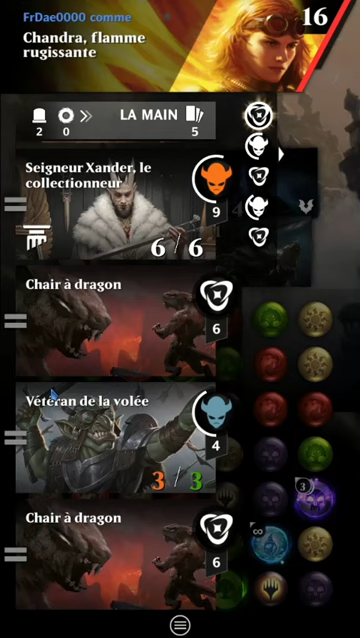 FrDae0000 comme
16
Chandra, flamme
rugissante
LA MAIN
2
0
5
Seigneur Xander, le
collectionneur
9
6 / 6
Chair à dragon
6
Vétéran de la volée
4
3 / 3
Chair à dragon
6
3
∞